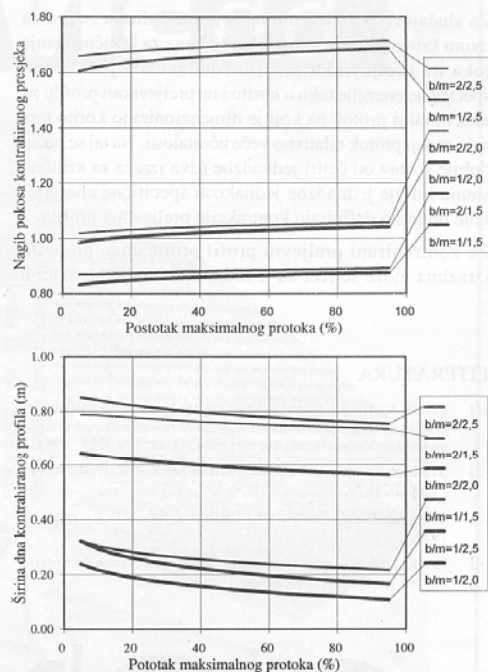 1.80
1.60
1.40
1.20
1.00
0.80
Nagib pokosa kontrahiranog presjeka
0
20
40
60
80
100
Postotak maksimalnog protoka (%)
b/m=2/2,5
b/m=1/2,5
b/m=2/2,0
b/m=1/2,0
b/m=2/1,5
b/m=1/1,5
1.00
0.80
0.60
0.40
0.20
0.00
Širina dna kontrahiranog profila (m)
0
20
40
60
80
100
Pototak maksimalnog protoka (%)
b/m=2/2,5
b/m=2/1,5
b/m=2/2,0
b/m=1/1,5
b/m=1/2,5
b/m=1/2,0